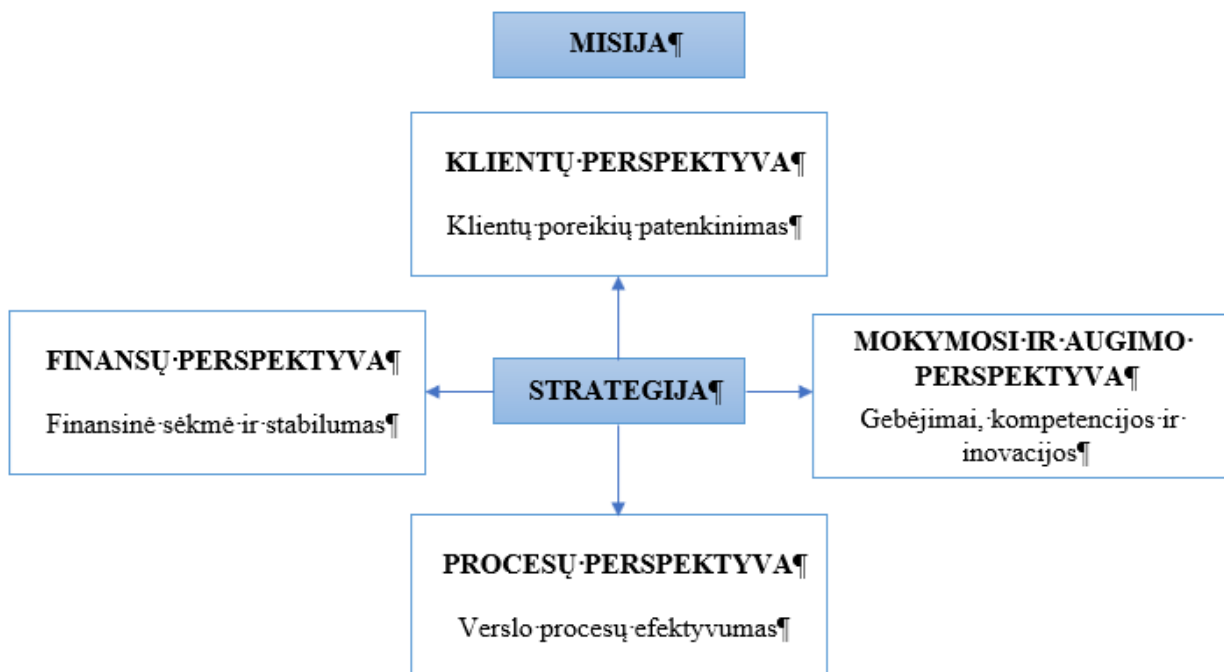 MISIJA¶
KLIENTŲ·PERSPEKTYVA¶
Klientų·poreikių·patenkinimas¶
FINANSŲ·PERSPEKTYVA¶
Finansinė·sėkmė·ir·stabilumas¶
STRATEGIJA¶
MOKYMOSI·IR·AUGIMO·
PERSPEKTYVA¶
Gebėjimai,·kompetencijos·ir·
inovacijos¶
PROCESŲ·PERSPEKTYVA¶
Verslo·procesų·efektyvumas¶